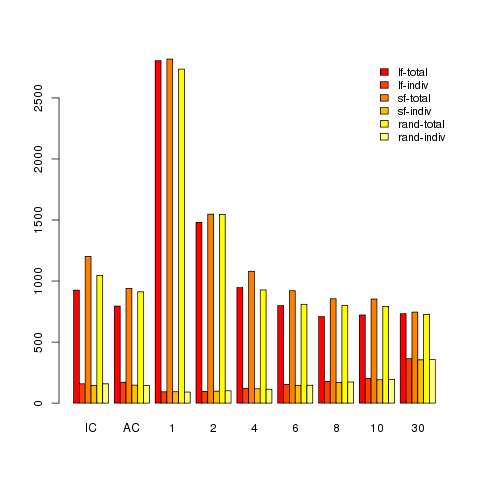 lf-total
lf-indiv
sf-total
sf-indiv
rand-total
rand-indiv
2500
2000
1500
1000
500
0
IC AC 1 2 4 6 8 10 30